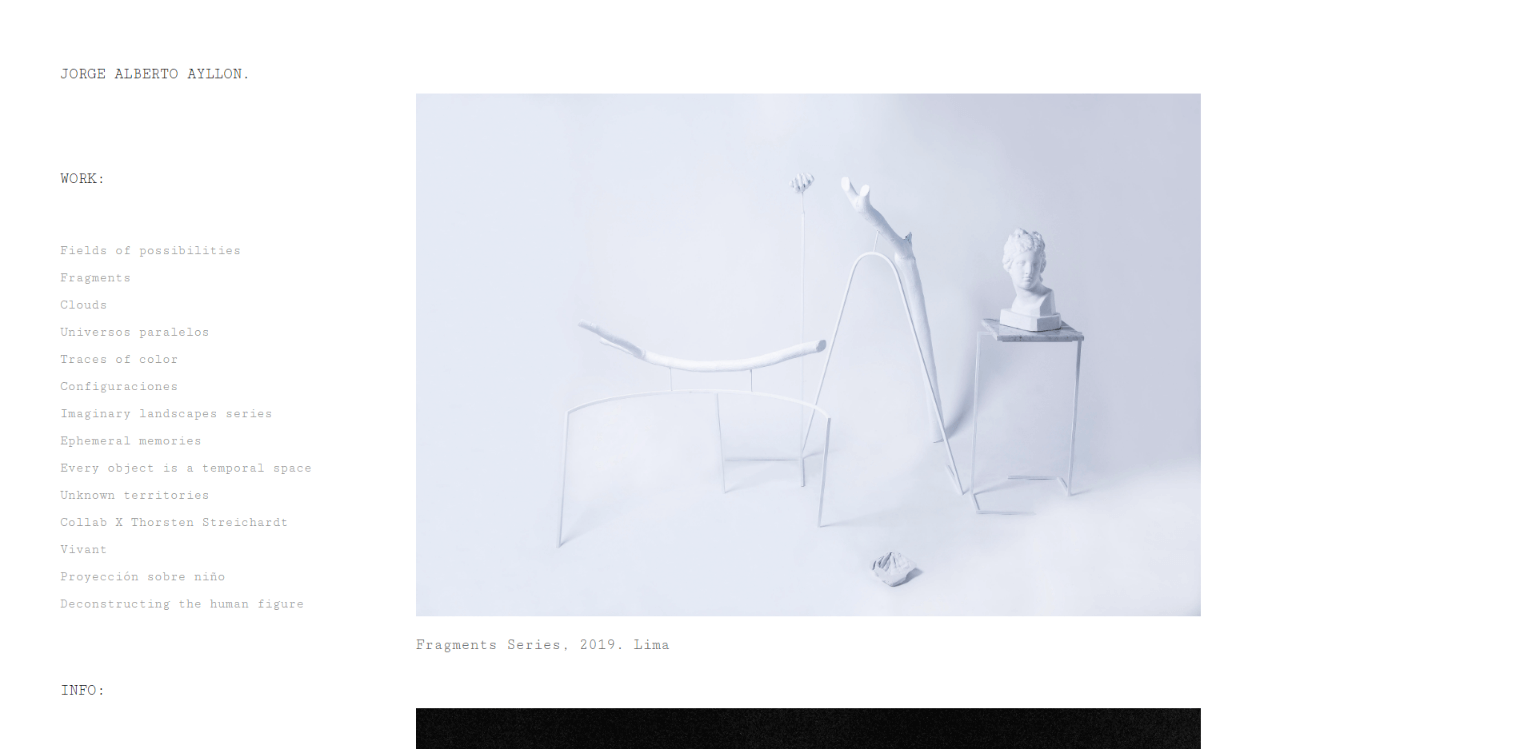 JORGE ALBERTO AYLLON.
WORK:
Fields of possibilities
Fragments
Clouds
Universos paralelos
Traces of color
Configuraciones
Imaginary landscapes series
Ephemeral memories
Every object is a temporal space
Unknown territories
Collab X Thorsten Streichardt
Vivant
Proyección sobre niño
Deconstructing the human figure
INFO:
Fragments Series, 2019. Lima